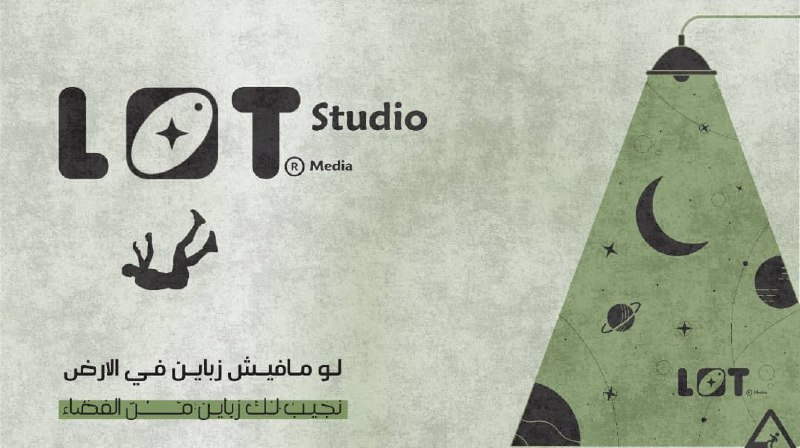 LOT Studio
® Media
لو مافيش زباين في الارض
نجيب لك زباين من الفضاء
LOT
® Media